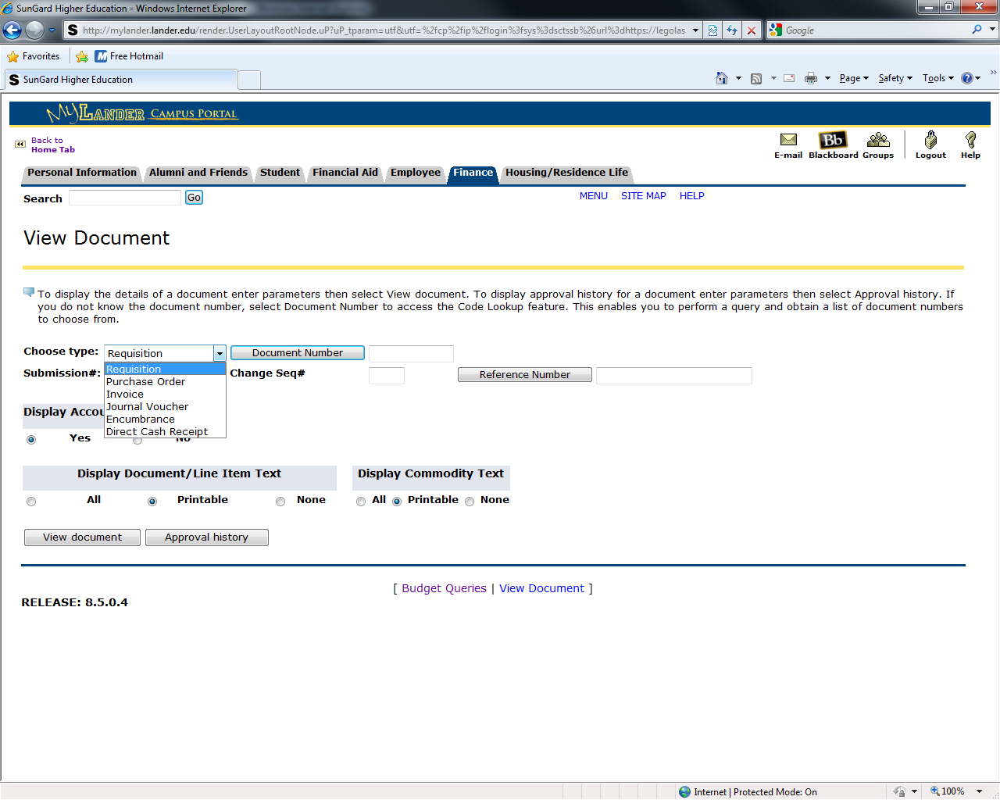 SunGard Higher Education - Windows Internet Explorer
http://mylander.lander.edu/render.UserLayoutRootNode.uP?uP_tparam=utf&utf=%2fcp%2fip%2flogin%3fsys%3dsctssb%26url%3dhttps://legolas
Google
Favorites Free Hotmail
SunGard Higher Education
Page Safety Tools
MyLander Campus Portal
Back to
Home Tab
E-mail Bb Blackboard Groups Logout Help
Personal Information Alumni and Friends Student Financial Aid Employee Finance Housing/Residence Life
Search Go MENU SITE MAP HELP
View Document
To display the details of a document enter parameters then select View document. To display approval history for a document enter parameters then select Approval history. If
you do not know the document number, select Document Number to access the Code Lookup feature. This enables you to perform a query and obtain a list of document numbers
to choose from.
Choose type: Requisition Document Number
Requisition
Submission#: Change Seq# Reference Number
Purchase Order
Invoice
Journal Voucher
Display Accou
Encumbrance
Direct Cash Receipt
Yes No
Display Document/Line Item Text Display Commodity Text
All Printable None All Printable None
View document Approval history
[ Budget Queries | View Document ]
RELEASE: 8.5.0.4
Internet | Protected Mode: On 100%